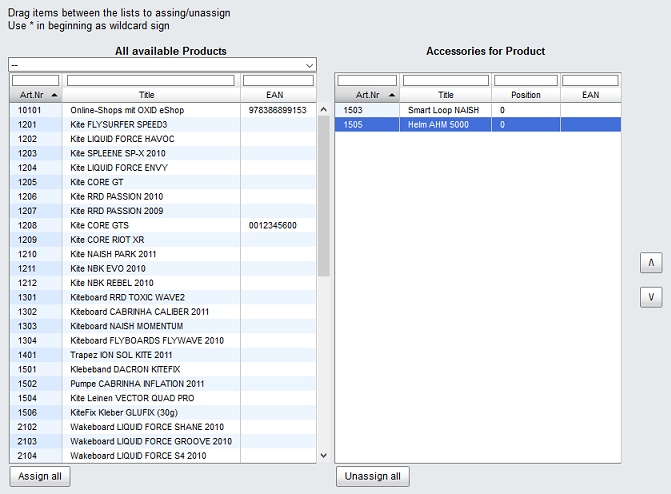 Drag items between the lists to assing/unassign
Use * in beginning as wildcard sign
All available Products
--
Art.Nr Title EAN
10101 Online-Shops mit OXID eShop 978386899153
1201 Kite FLYSURFER SPEED3
1202 Kite LIQUID FORCE HAVOC
1203 Kite SPLEENE SP-X 2010
1204 Kite LIQUID FORCE ENVY
1205 Kite CORE GT
1206 Kite RRD PASSION 2010
1207 Kite RRD PASSION 2009
1208 Kite CORE GTS 0012345600
1209 Kite CORE RIOT XR
1210 Kite NAISH PARK 2011
1211 Kite NBK EVO 2010
1212 Kite NBK REBEL 2010
1301 Kiteboard RRD TOXIC WAVE2
1302 Kiteboard CABRINHA CALIBER 2011
1303 Kiteboard NAISH MOMENTUM
1304 Kiteboard FLYBOARDS FLYWAVE 2010
1401 Trapez ION SOL KITE 2011
1501 Klebeband DACRON KITEFIX
1502 Pumpe CABRINHA INFLATION 2011
1504 Kite Leinen VECTOR QUAD PRO
1506 KiteFix Kleber GLUFIX (30g)
2102 Wakeboard LIQUID FORCE SHANE 2010
2103 Wakeboard LIQUID FORCE GROOVE 2010
2104 Wakeboard LIQUID FORCE S4 2010
Assign all
Accessories for Product
Art.Nr Title Position EAN
1503 Smart Loop NAISH 0
1505 Helm AHM 5000 0
Unassign all
Λ
V